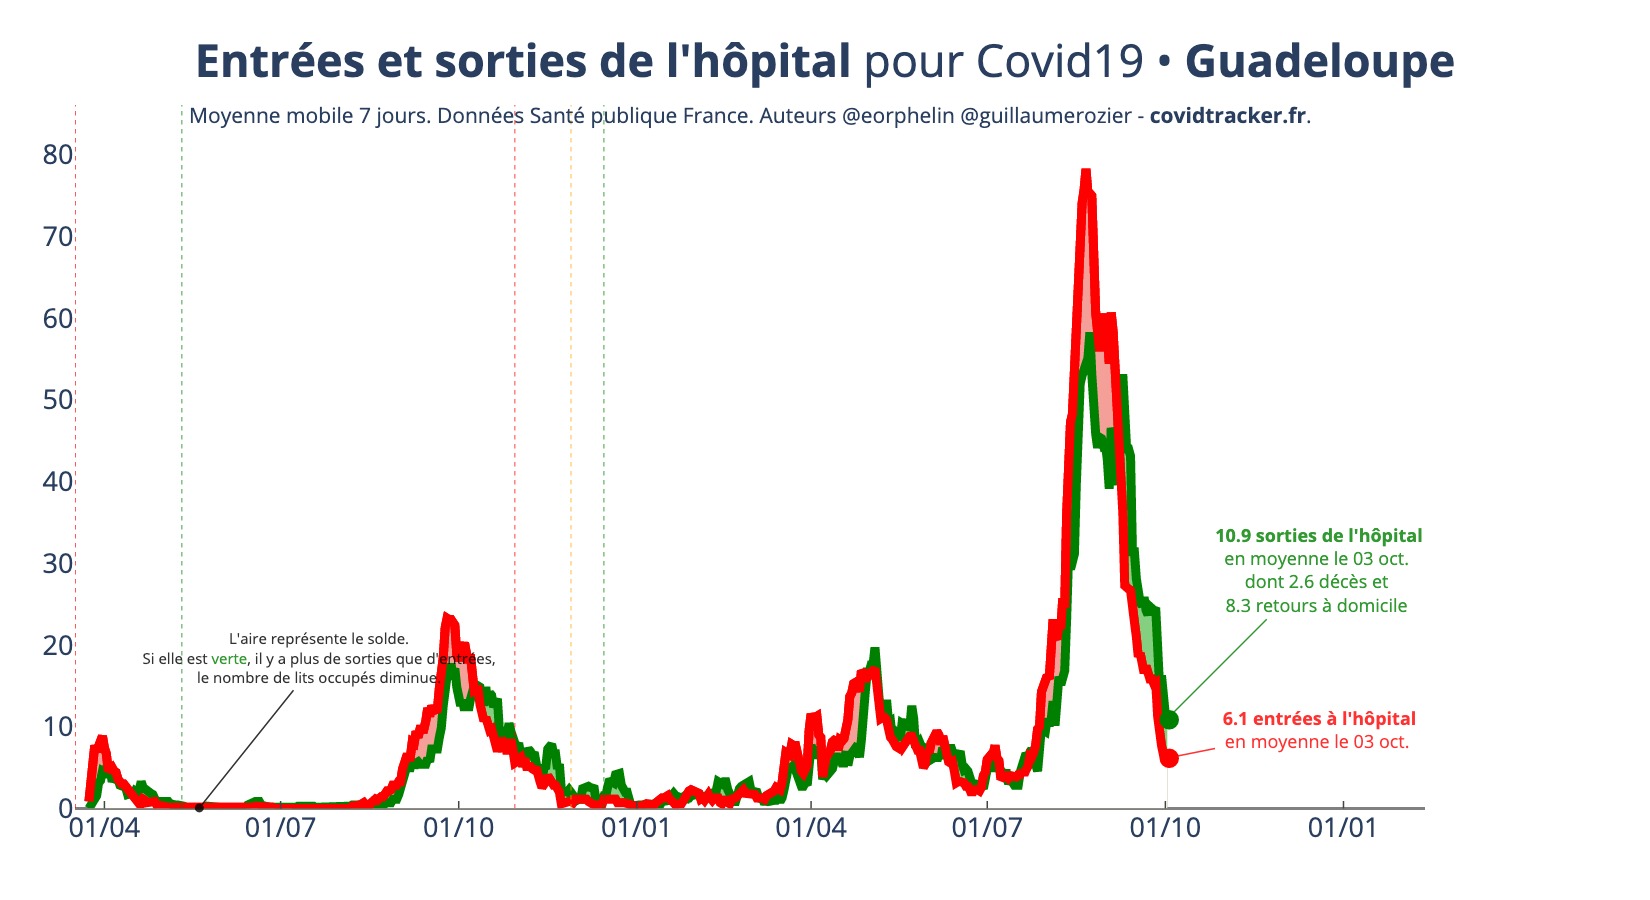 Entrées et sorties de l'hôpital pour Covid19 • Guadeloupe
Moyenne mobile 7 jours. Données Santé publique France. Auteurs @eorphelin @guillaumerozier - covidtracker.fr.
80
70
60
50
40
30
20
10
0
10.9 sorties de l'hôpital
en moyenne le 03 oct.
dont 2.6 décès et
8.3 retours à domicile
L'aire représente le solde.
Si elle est verte, il y a plus de sorties que d'entrées,
le nombre de lits occupés diminue.
6.1 entrées à l'hôpital
en moyenne le 03 oct.
01/04 01/07 01/10 01/01 01/04 01/07 01/10 01/01